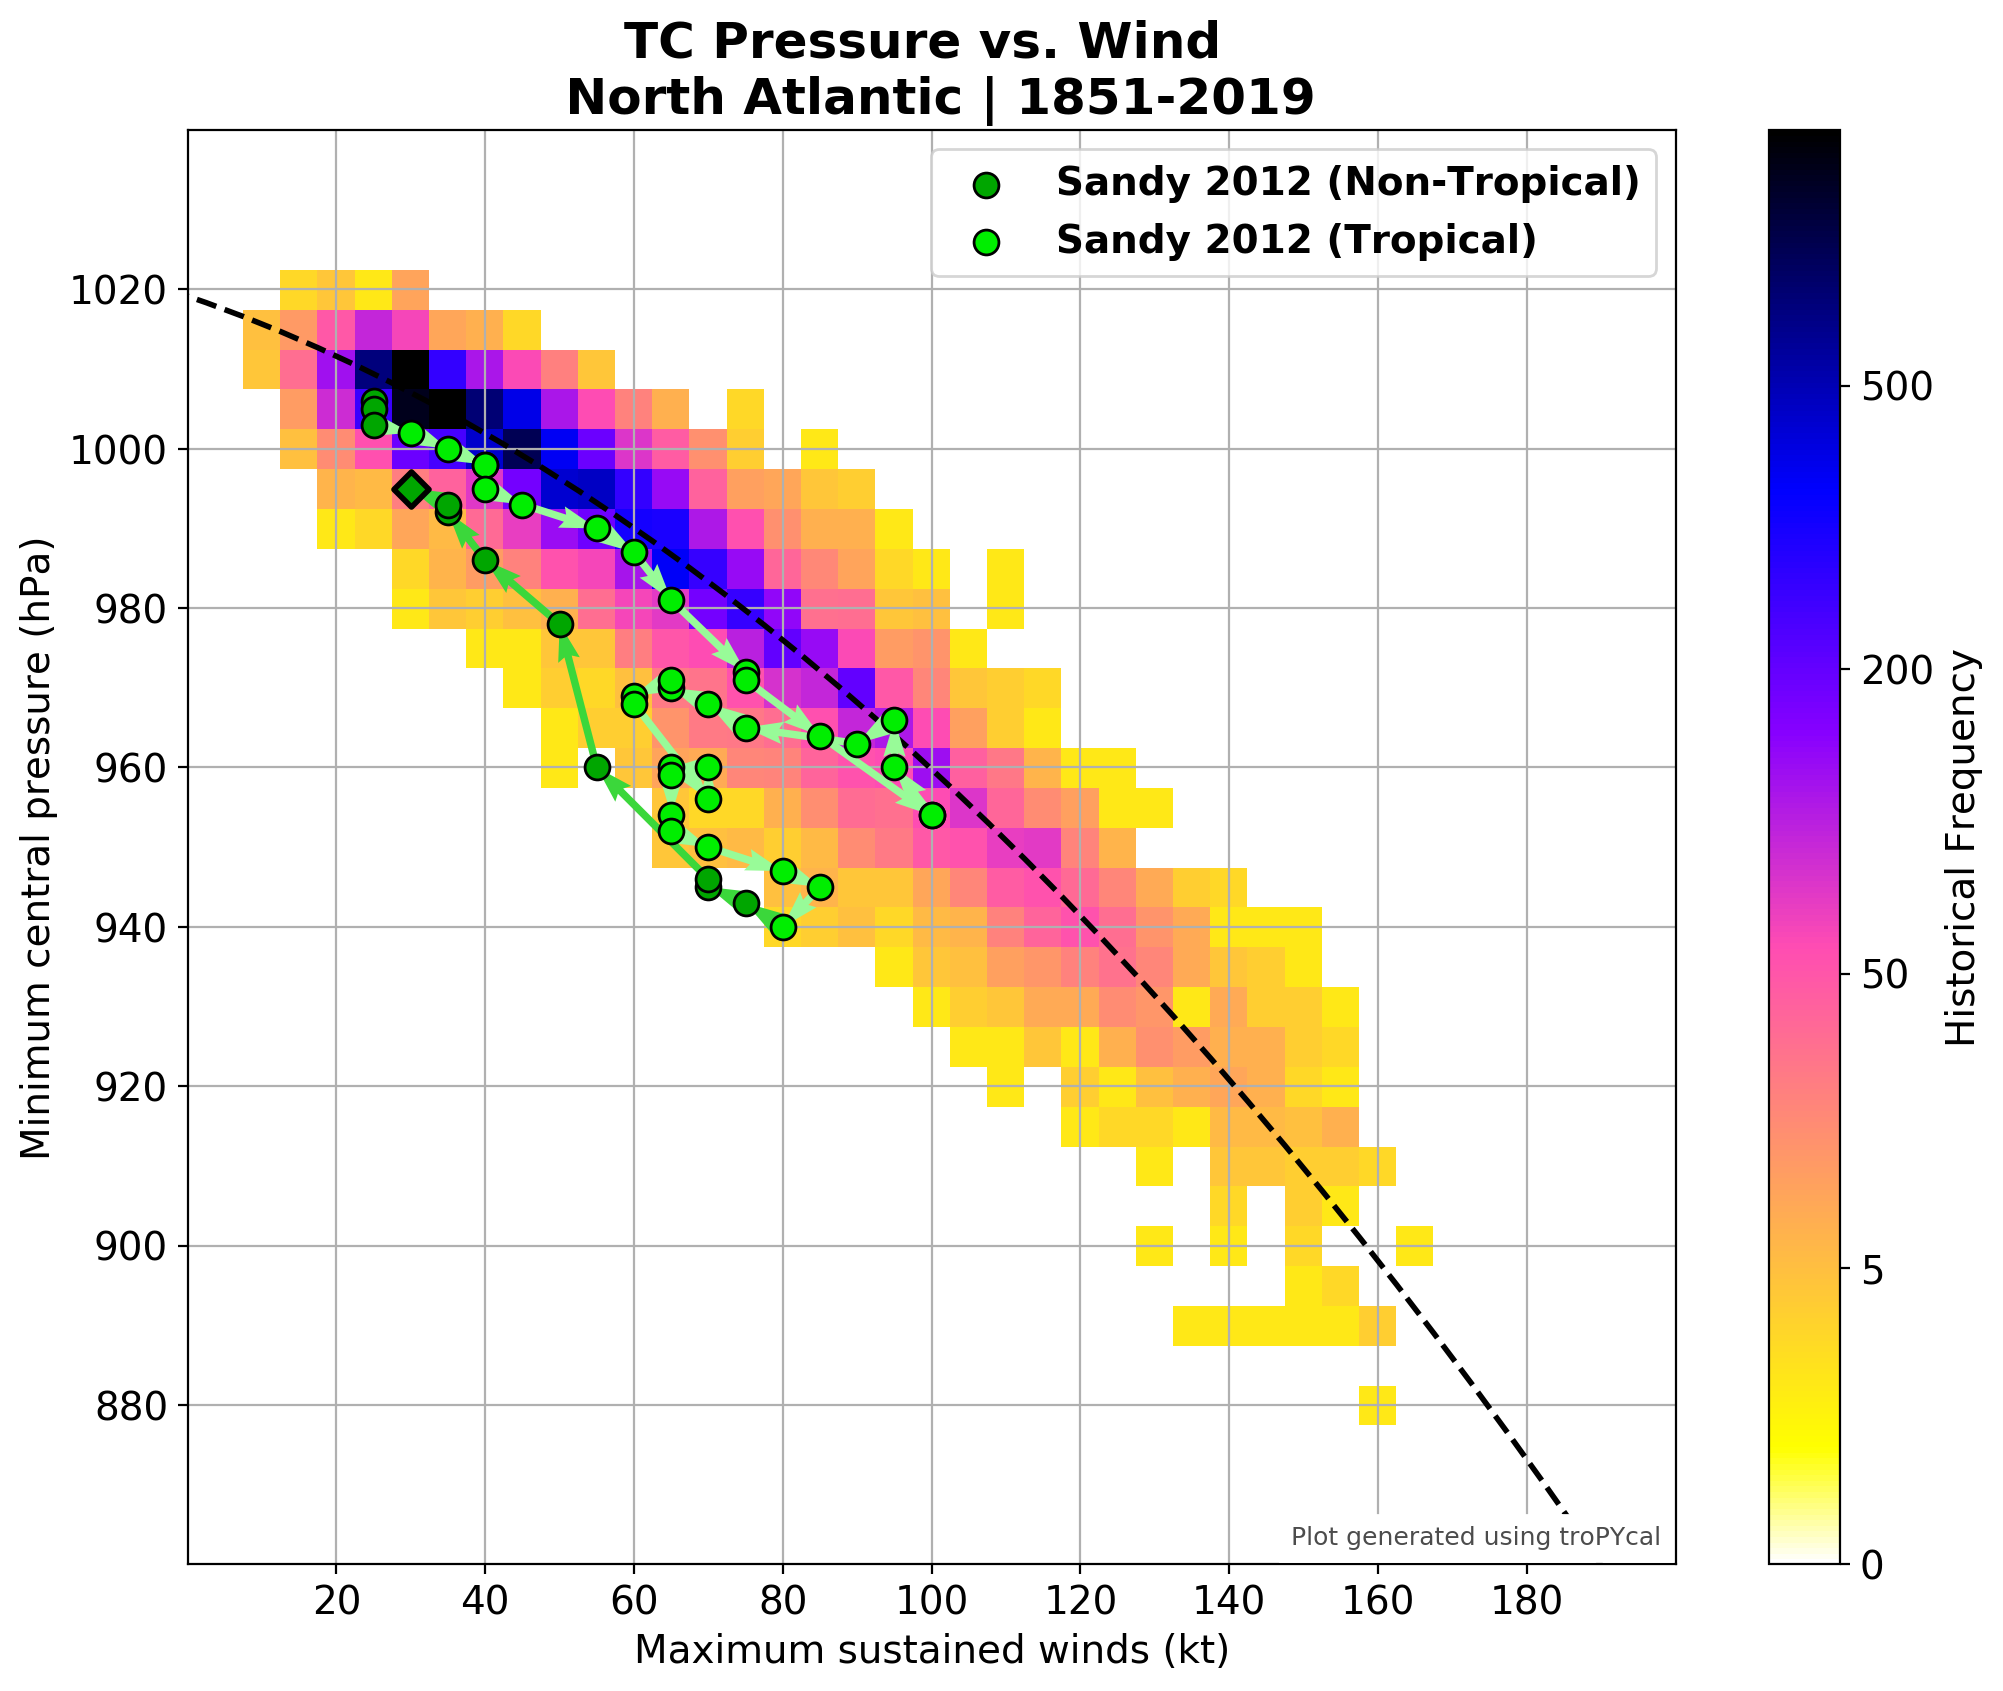 TC Pressure vs. Wind
North Atlantic | 1851-2019
Sandy 2012 (Non-Tropical)
Sandy 2012 (Tropical)
1020
1000
980
960
940
920
900
880
Minimum central pressure (hPa)
20
40
60
80
100
120
140
160
180
Maximum sustained winds (kt)
Plot generated using troPYcal
500
200
50
5
0
Historical Frequency